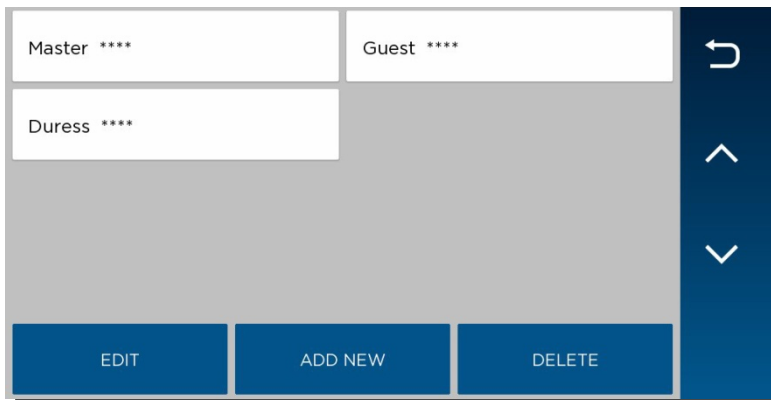 Master ****
Guest ****
Duress ****
EDIT
ADD NEW
DELETE